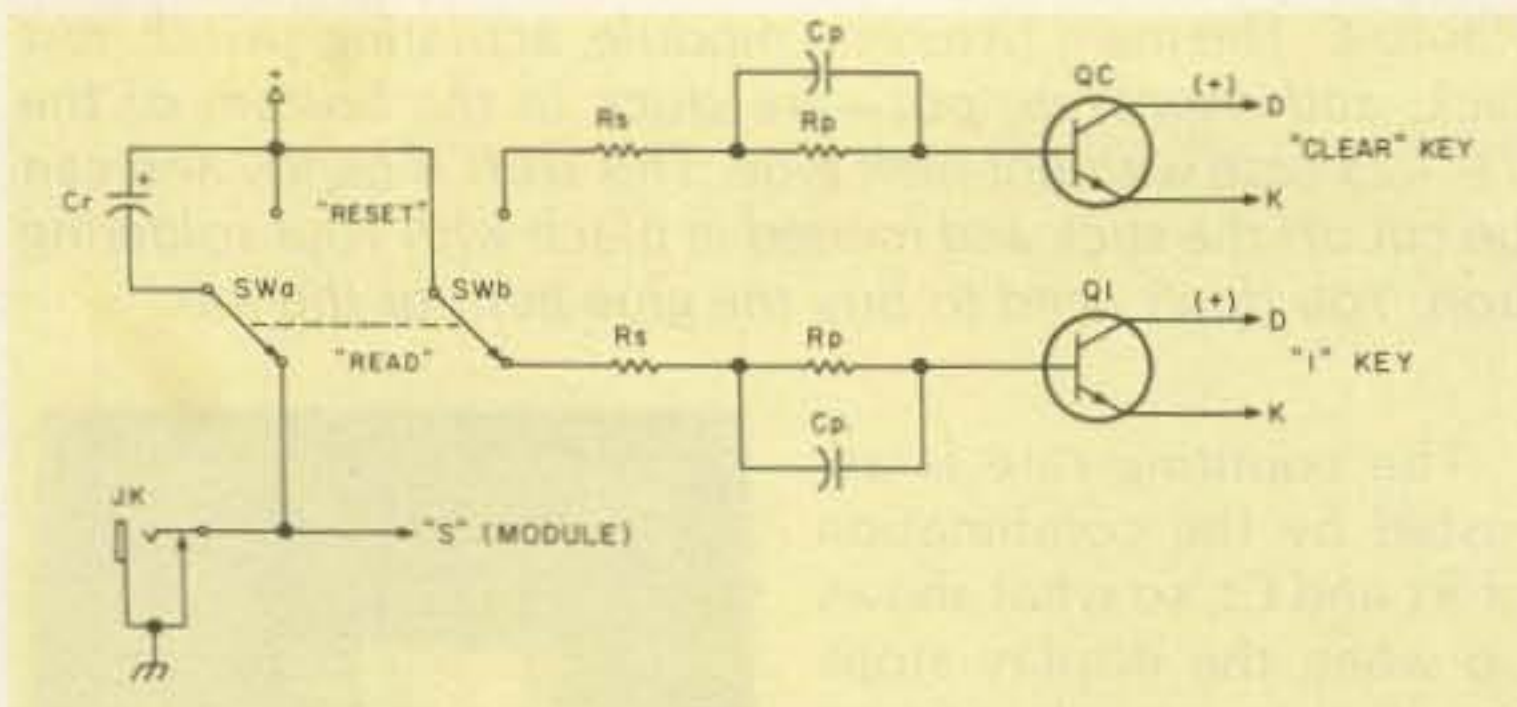 Cp
QC
(+)
D
Rs
Rp
"CLEAR" KEY
+
Cr
+
"RESET"
K
SWa
SWb
QI
(+)
D
Rs
Rp
"READ"
"I" KEY
K
Cp
JK
"S" (MODULE)